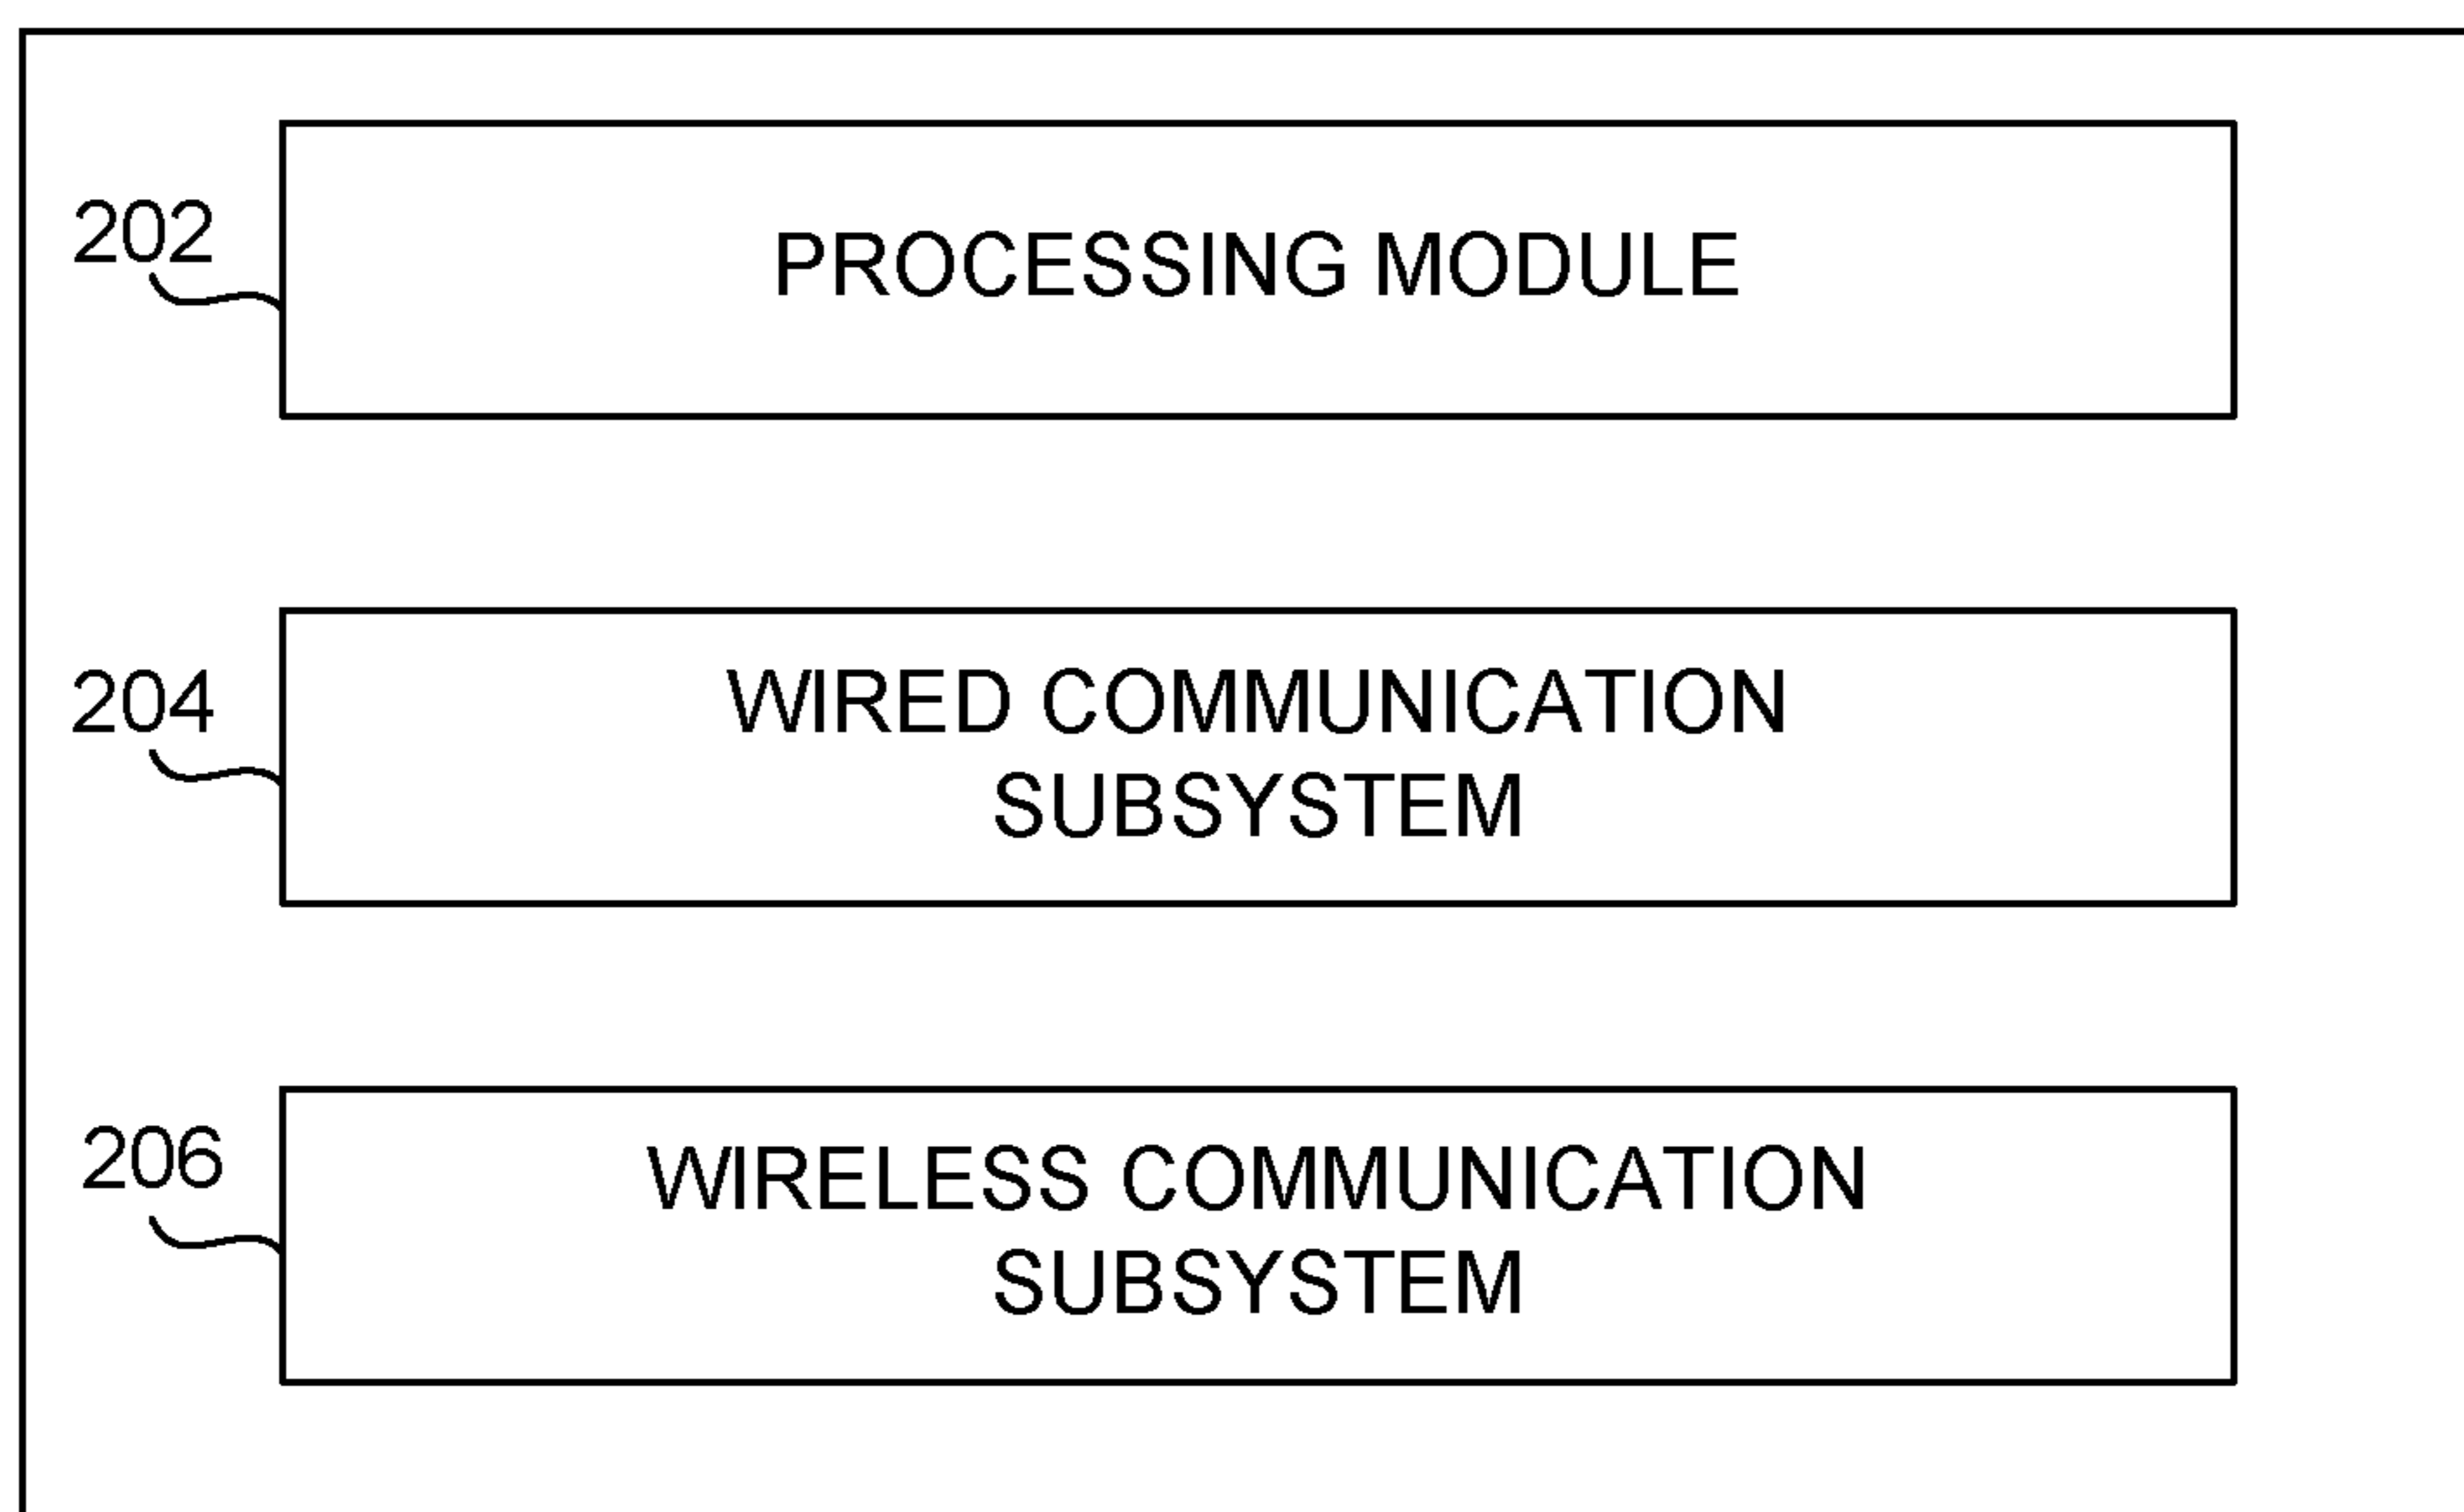 202
PROCESSING MODULE
204
WIRED COMMUNICATION
SUBSYSTEM
206
WIRELESS COMMUNICATION
SUBSYSTEM